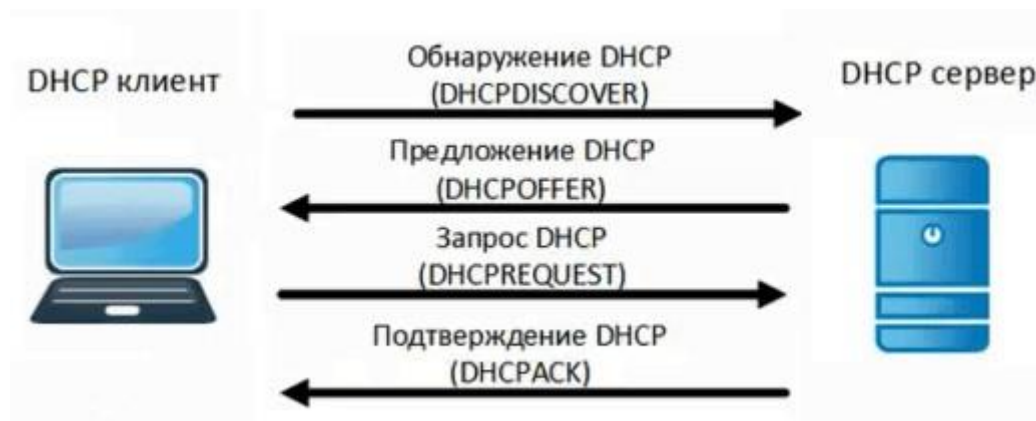 DHCP клиент
Обнаружение DHCP
(DHCPDISCOVER)
DHCP сервер
Предложение DHCP
(DHCPOFFER)
Запрос DHCP
(DHCPREQUEST)
Подтверждение DHCP
(DHCPACK)